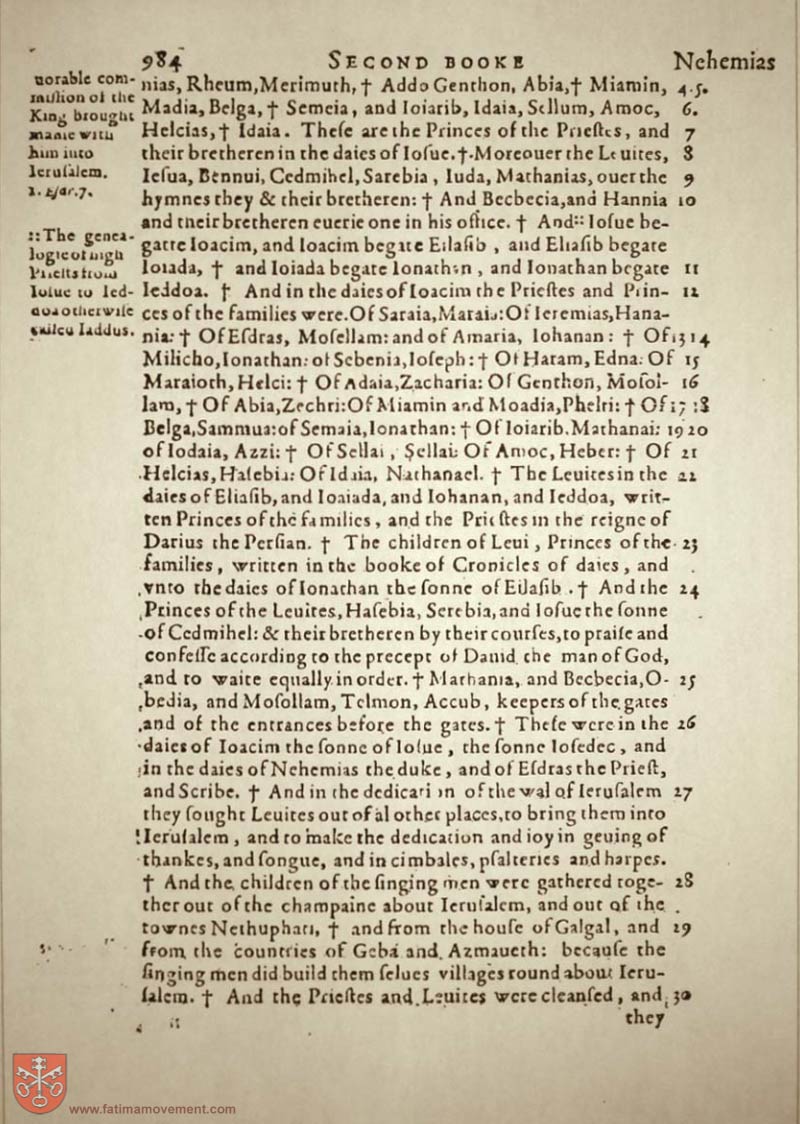 984 SECOND BOOKE Nehemias
norable com-
mission of the
King brought
manie with
him into
Ierusalem.
1. Esdr. 7.
::The genea-
logie of high
Priests from
Iosue to Ied-
doa otherwise
called Iaddus.
nias, Rheum, Merimuth, † Addo Genthon, Abia, † Miamin, 4.5.
Madia, Belga, † Semeia, and Ioiarib, Idaia, Sellum, Amoc, 6.
Helcias, † Idaia. Theſe are the Princes of the Prieſtes, and 7
their bretheren in the daies of Ioſue. †. Moreouer the Leuites, 8
Ieſua, Bennui, Cedmihel, Sarebia, Iuda, Mathanias, ouer the 9
hymnes they & their bretheren: † And Becbecia, and Hannia 10
and their bretheren euerie one in his office. † And :: Ioſue be-
gatte Ioacim, and Ioacim begate Eliaſib, and Eliaſib begate
Ioiada, † and Ioiada begate Ionathan, and Ionathan begate 11
Ieddoa. † And in the daies of Ioacim the Prieſtes and Prin- 12
ces of the families were. Of Saraia, Maraia: Of Ieremias, Hana-
nia: † Of Eſdras, Moſellam: and of Amaria, Iohanan: † Of 13 14
Milicho, Ionathan: of Sebenia, Ioſeph: † Of Haram, Edna: Of 15
Maraioth, Helci: † Of Adaia, Zacharia: Of Genthon, Moſol- 16
lam, † Of Abia, Zechri: Of Miamin and Moadia, Phelti: † Of 17 18
Belga, Sammua: of Semaia, Ionathan: † Of Ioiarib. Mathanai: 19 20
of Iodaia, Azzi: † Of Sellai, Sellai: Of Amoc, Heber: † Of 21
Helcias, Haſebia: Of Idaia, Nathanael. † The Leuites in the 22
daies of Eliaſib, and Ioaiada, and Iohanan, and Ieddoa, writ-
ten Princes of the families, and the Prieſtes in the reigne of
Darius the Perſian. † The children of Leui, Princes of the 23
families, written in the booke of Cronicles of daies, and
vnto the daies of Ionathan the ſonne of Eliaſib. † And the 24
Princes of the Leuites, Haſebia, Serebia, and Ioſue the ſonne
of Cedmihel: & their bretheren by their courſes, to praiſe and
confeſſe according to the precept of Dauid the man of God,
and to waite equally in order. † Mathania, and Becbecia, O- 25
bedia, and Moſollam, Telmon, Accub, keepers of the gates
and of the entrances before the gates. † Theſe were in the 26
daies of Ioacim the ſonne of Ioſue, the ſonne Ioſedec, and
in the daies of Nehemias the duke, and of Eſdras the Prieſt,
and Scribe. † And in the dedication of the wal of Ieruſalem 27
they ſought Leuites out of al other places, to bring them into
Ieruſalem, and to make the dedication and ioy in geuing of
thankes, and ſongue, and in cimbales, pſalteries and harpes.
† And the children of the ſinging men were gathered toge- 28
ther out of the champaine about Ieruſalem, and out of the
townes Nethuphati, † and from the houſe of Galgal, and 29
from the countries of Geba and Azmaueth: becauſe the
ſinging men did build them ſelues villages round about Ieru-
ſalem. † And the Prieſtes and Leuites were cleanſed, and 30
they
www.fatimamovement.com